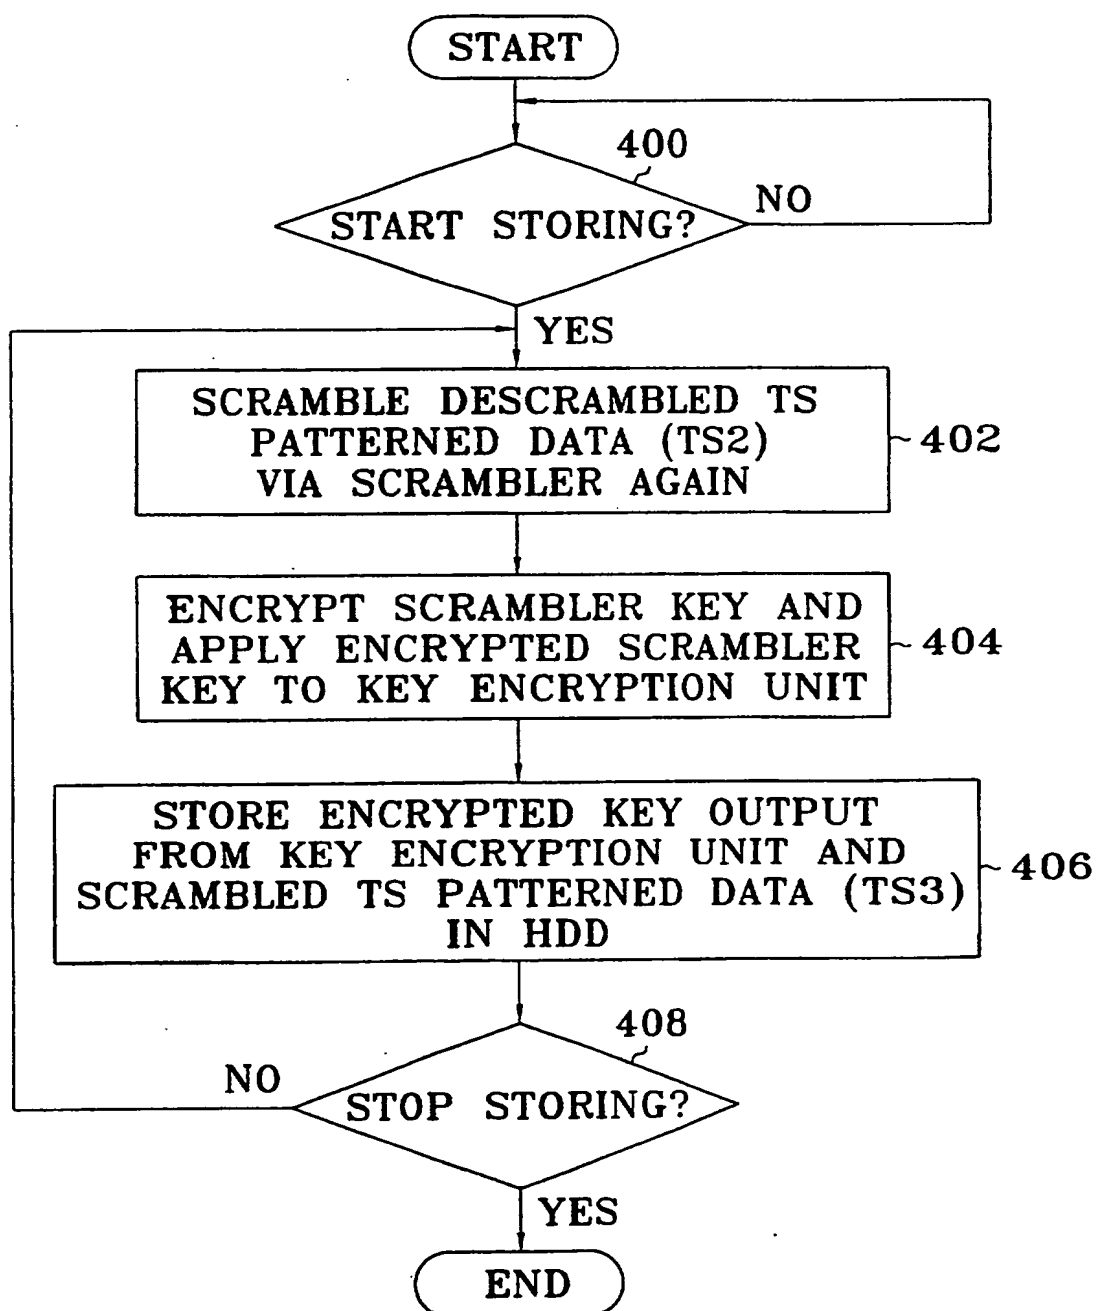 START
400
START STORING?
NO
YES
SCRAMBLE DESCRAMBLED TS
PATTERNED DATA (TS2)
VIA SCRAMBLER AGAIN
402
ENCRYPT SCRAMBLER KEY AND
APPLY ENCRYPTED SCRAMBLER
KEY TO KEY ENCRYPTION UNIT
404
STORE ENCRYPTED KEY OUTPUT
FROM KEY ENCRYPTION UNIT AND
SCRAMBLED TS PATTERNED DATA (TS3)
IN HDD
406
408
NO
STOP STORING?
YES
END